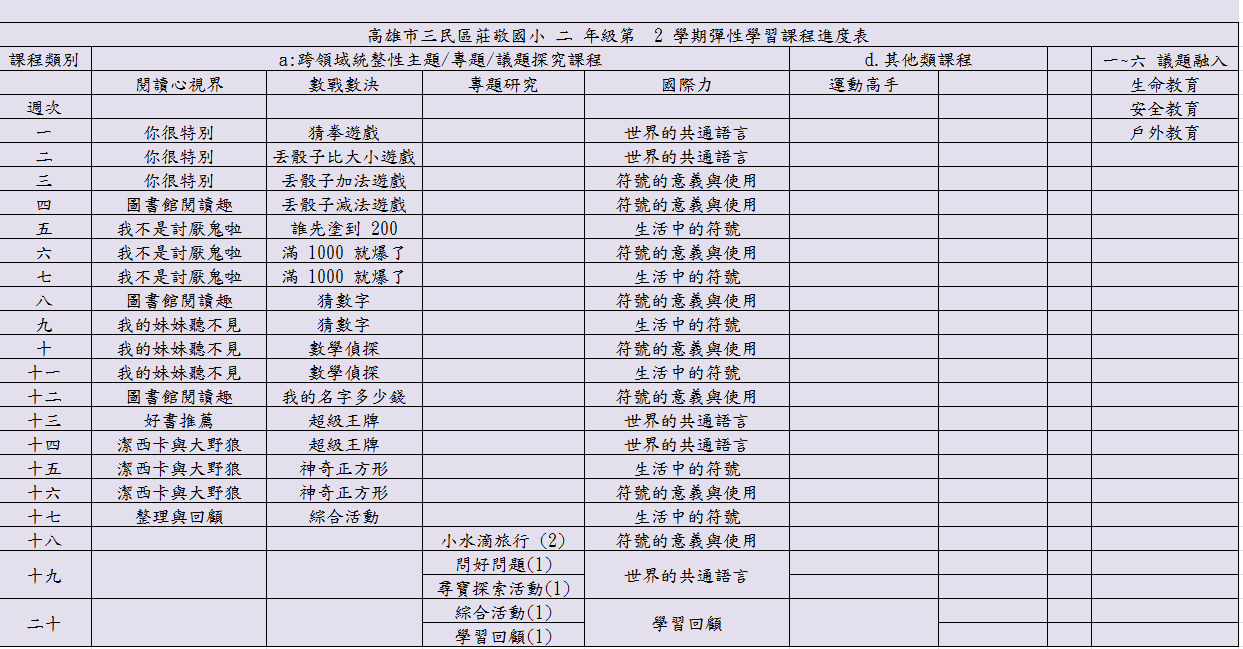 高雄市三民區莊敬國小 二 年級第 2 學期彈性學習課程進度表
課程類別 a:跨領域統整性主題/專題/議題探究課程 d.其他類課程 一~六 議題融入
閱讀心視界 數戰數決 專題研究 國際力 運動高手 生命教育
週次 安全教育
一 你很特別 猜拳遊戲 世界的共通語言 戶外教育
二 你很特別 丟骰子比大小遊戲 世界的共通語言
三 你很特別 丟骰子加法遊戲 符號的意義與使用
四 圖書館閱讀趣 丟骰子減法遊戲 符號的意義與使用
五 我不是討厭鬼啦 誰先塗到 200 生活中的符號
六 我不是討厭鬼啦 滿 1000 就爆了 符號的意義與使用
七 我不是討厭鬼啦 滿 1000 就爆了 生活中的符號
八 圖書館閱讀趣 猜數字 符號的意義與使用
九 我的妹妹聽不見 猜數字 生活中的符號
十 我的妹妹聽不見 數學偵探 符號的意義與使用
十一 我的妹妹聽不見 數學偵探 生活中的符號
十二 圖書館閱讀趣 我的名字多少錢 符號的意義與使用
十三 好書推薦 超級王牌 世界的共通語言
十四 潔西卡與大野狼 超級王牌 世界的共通語言
十五 潔西卡與大野狼 神奇正方形 生活中的符號
十六 潔西卡與大野狼 神奇正方形 符號的意義與使用
十七 整理與回顧 綜合活動 生活中的符號
十八 小水滴旅行 (2) 符號的意義與使用
十九 問好問題(1) 世界的共通語言
尋寶探索活動(1)
二十 綜合活動(1) 學習回顧
學習回顧(1)